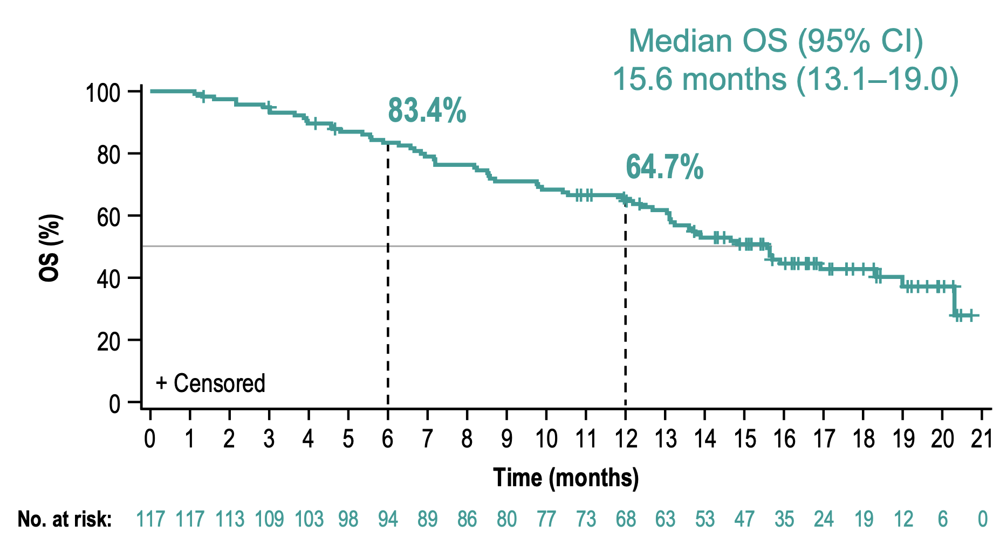 Median OS (95% CI)
15.6 months (13.1–19.0)
83.4%
64.7%
OS (%)
100
80
60
40
20
0
+ Censored
0 1 2 3 4 5 6 7 8 9 10 11 12 13 14 15 16 17 18 19 20 21
Time (months)
No. at risk: 117 117 113 109 103 98 94 89 86 80 77 73 68 63 53 47 35 24 19 12 6 0